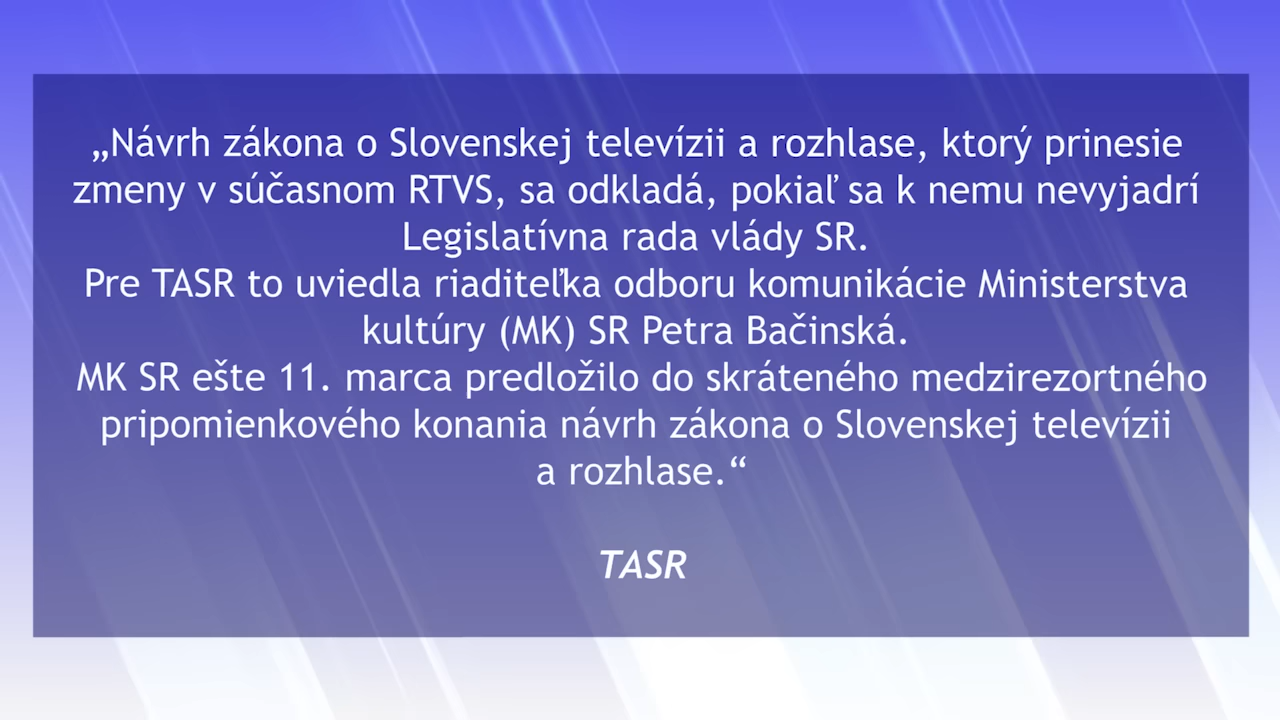 „Návrh zákona o Slovenskej televízii a rozhlase, ktorý prinesie
zmeny v súčasnom RTVS, sa odkladá, pokiaľ sa k nemu nevyjadrí
Legislatívna rada vlády SR.
Pre TASR to uviedla riaditeľka odboru komunikácie Ministerstva
kultúry (MK) SR Petra Bačinská.
MK SR ešte 11. marca predložilo do skráteného medzirezortného
pripomienkového konania návrh zákona o Slovenskej televízii
a rozhlase.“
TASR